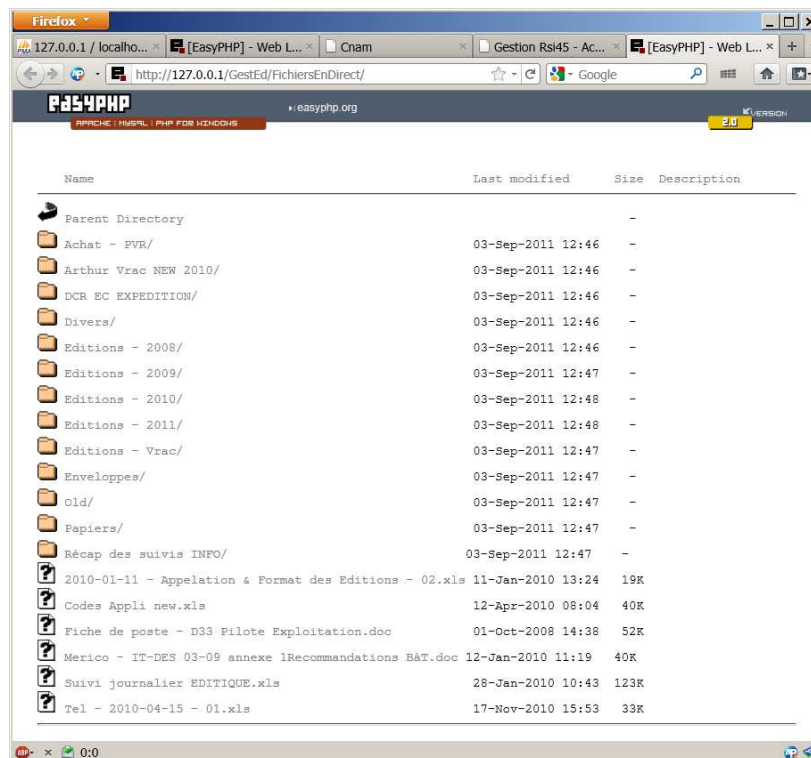 Firefox
127.0.0.1 / localho... × [EasyPHP] - Web L... × Cnam × Gestion Rsi45 - Ac... × [EasyPHP] - Web L... × +
http://127.0.0.1/GestEd/FichiersEnDirect/ Google
EASYPHP easyphp.org VERSION
APACHE | MYSQL | PHP FOR WINDOWS 2.0
Name Last modified Size Description
Parent Directory -
Achat - PVR/ 03-Sep-2011 12:46 -
Arthur Vrac NEW 2010/ 03-Sep-2011 12:46 -
DCR EC EXPEDITION/ 03-Sep-2011 12:46 -
Divers/ 03-Sep-2011 12:46 -
Editions - 2008/ 03-Sep-2011 12:46 -
Editions - 2009/ 03-Sep-2011 12:47 -
Editions - 2010/ 03-Sep-2011 12:48 -
Editions - 2011/ 03-Sep-2011 12:48 -
Editions - Vrac/ 03-Sep-2011 12:47 -
Enveloppes/ 03-Sep-2011 12:47 -
Old/ 03-Sep-2011 12:47 -
Papiers/ 03-Sep-2011 12:47 -
Récap des suivis INFO/ 03-Sep-2011 12:47 -
2010-01-11 - Appelation & Format des Editions - 02.xls 11-Jan-2010 13:24 19K
Codes Appli new.xls 12-Apr-2010 08:04 40K
Fiche de poste - D33 Pilote Exploitation.doc 01-Oct-2008 14:38 52K
Merico - IT-DES 03-09 annexe 1Recommandations BàT.doc 12-Jan-2010 11:19 40K
Suivi journalier EDITIQUE.xls 28-Jan-2010 10:43 123K
Tel - 2010-04-15 - 01.xls 17-Nov-2010 15:53 33K
ABP × 0:0